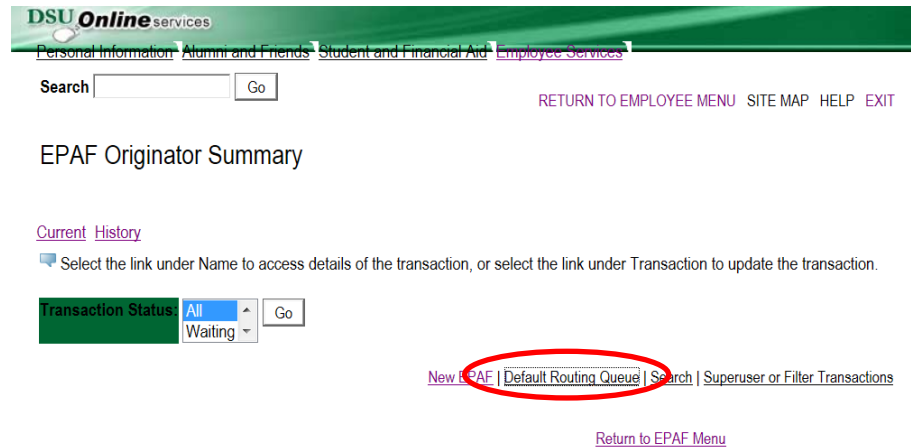 DSU Online services
Personal Information Alumni and Friends Student and Financial Aid Employee Services
Search Go
RETURN TO EMPLOYEE MENU SITE MAP HELP EXIT
EPAF Originator Summary
Current History
Select the link under Name to access details of the transaction, or select the link under Transaction to update the transaction.
Transaction Status: All Go
Waiting
New EPAF | Default Routing Queue | Search | Superuser or Filter Transactions
Return to EPAF Menu